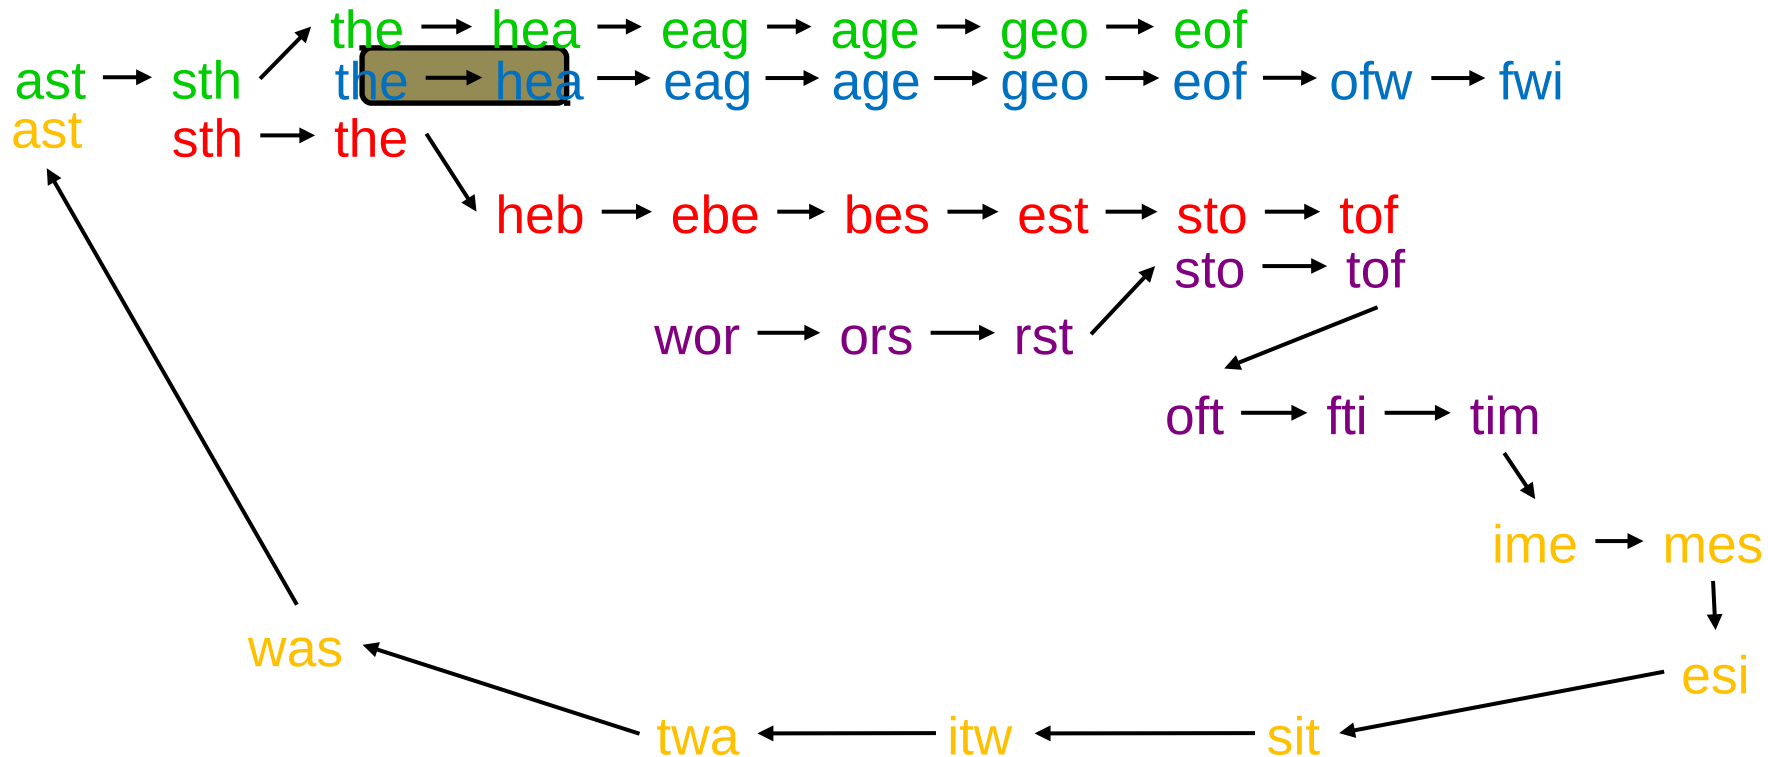 the hea eag age geo eof
ast sth the hea eag age geo eof ofw fwi
ast sth the
heb ebe bes est sto tof
sto tof
wor ors rst
oft fti tim
ime mes
was esi
twa itw sit